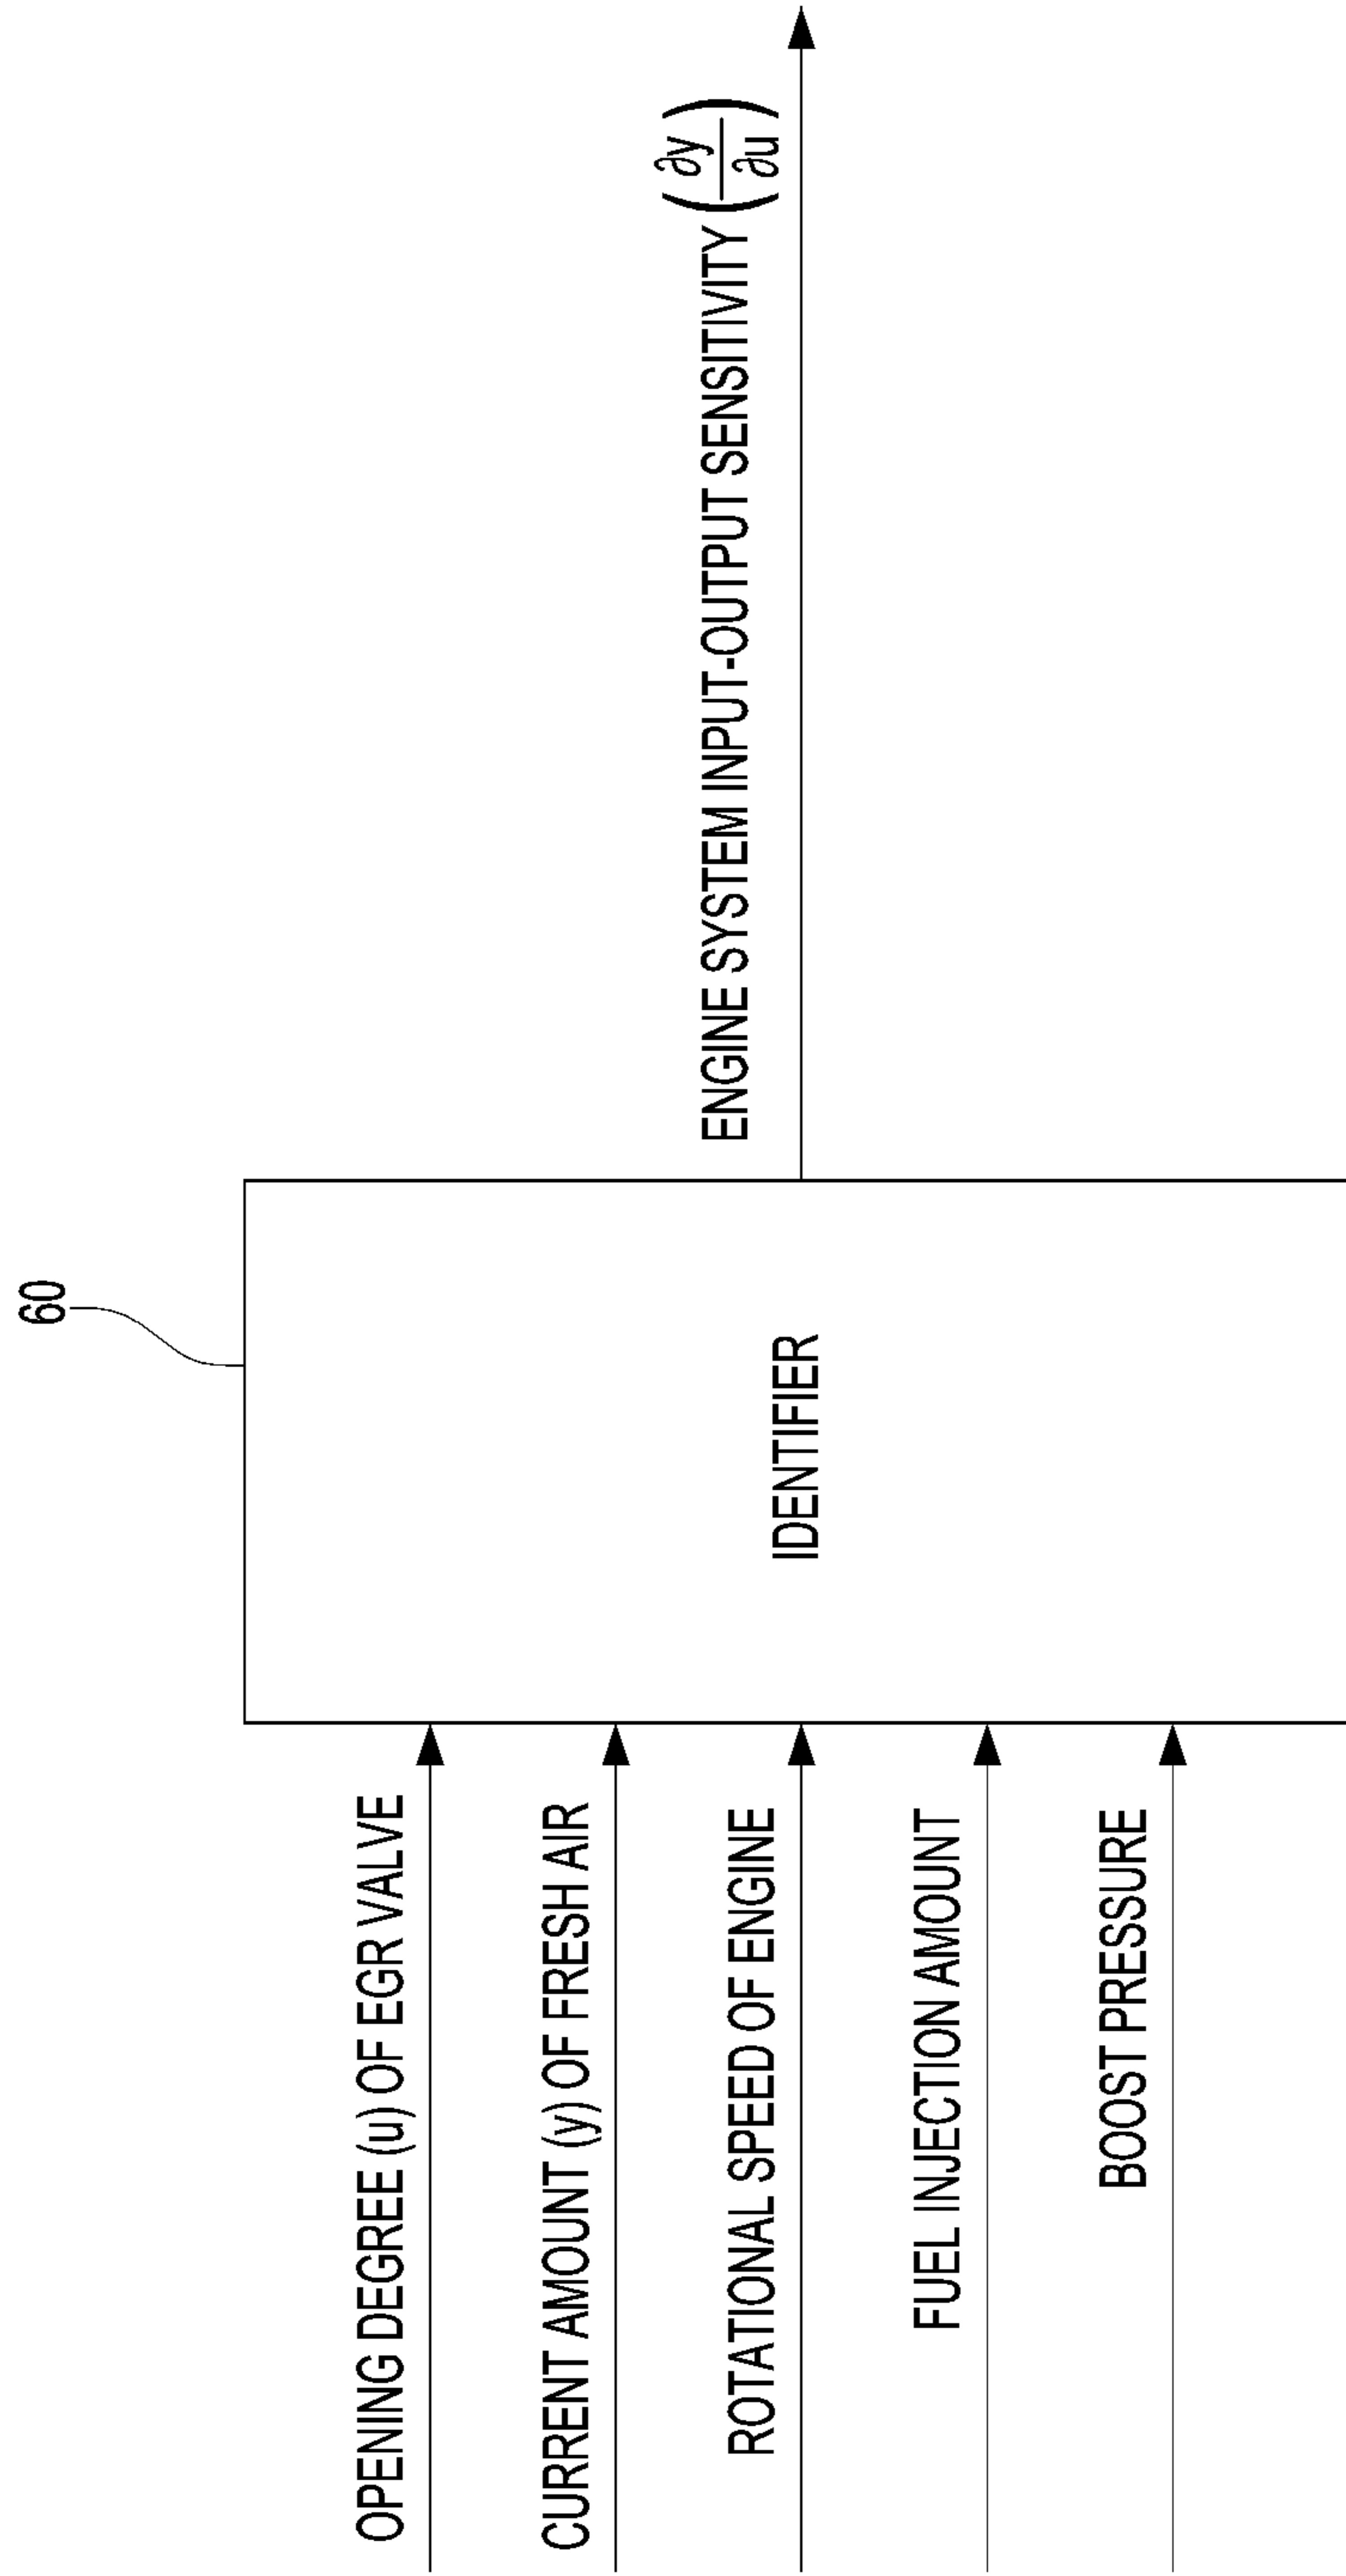 60
OPENING DEGREE (u) OF EGR VALVE
CURRENT AMOUNT (y) OF FRESH AIR
ROTATIONAL SPEED OF ENGINE
FUEL INJECTION AMOUNT
BOOST PRESSURE
IDENTIFIER
ENGINE SYSTEM INPUT-OUTPUT SENSITIVITY (∂y/∂u)